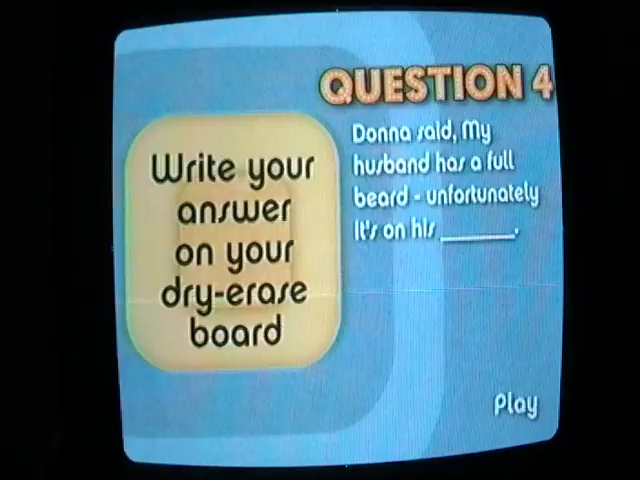 QUESTION 4
Write your
answer
on your
dry-erase
board
Donna said, My
husband has a full
beard - unfortunately
it's on his ________.
Play